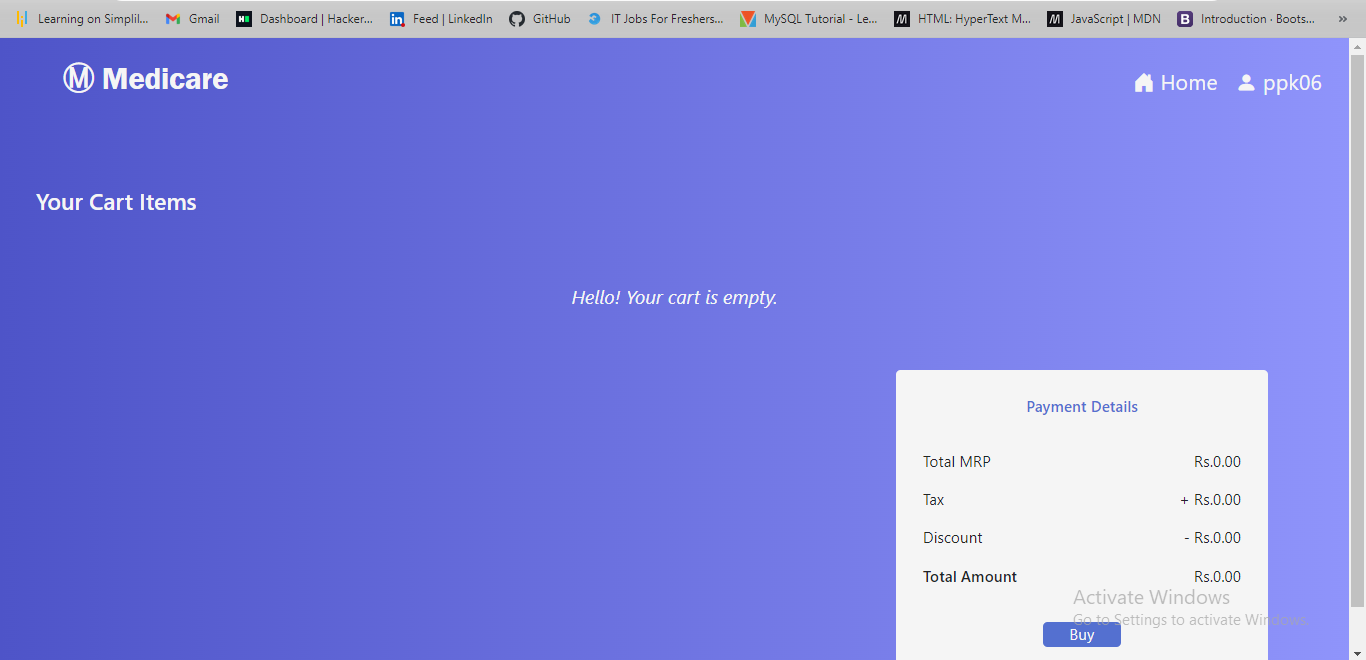 Learning on Simplil... Gmail Dashboard | Hacker... Feed | LinkedIn GitHub IT Jobs For Freshers... MySQL Tutorial - Le... HTML: HyperText M... JavaScript | MDN Introduction · Boots... »
M Medicare
Home ppk06
Your Cart Items
Hello! Your cart is empty.
Payment Details
Total MRP Rs.0.00
Tax + Rs.0.00
Discount - Rs.0.00
Total Amount Rs.0.00
Activate Windows
Go to Settings to activate Windows.
Buy